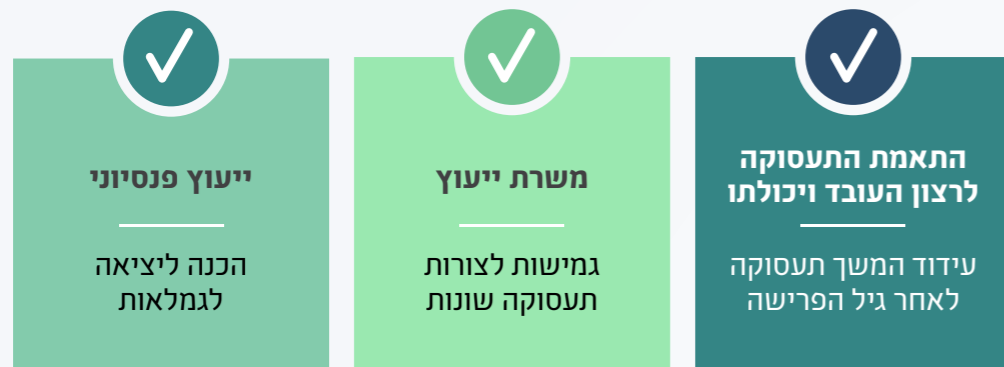 התאמת התעסוקה
לרצון העובד ויכולתו
עידוד המשך תעסוקה
לאחר גיל הפרישה
משרת ייעוץ
גמישות לצורות
תעסוקה שונות
ייעוץ פנסיוני
הכנה ליציאה
לגמלאות